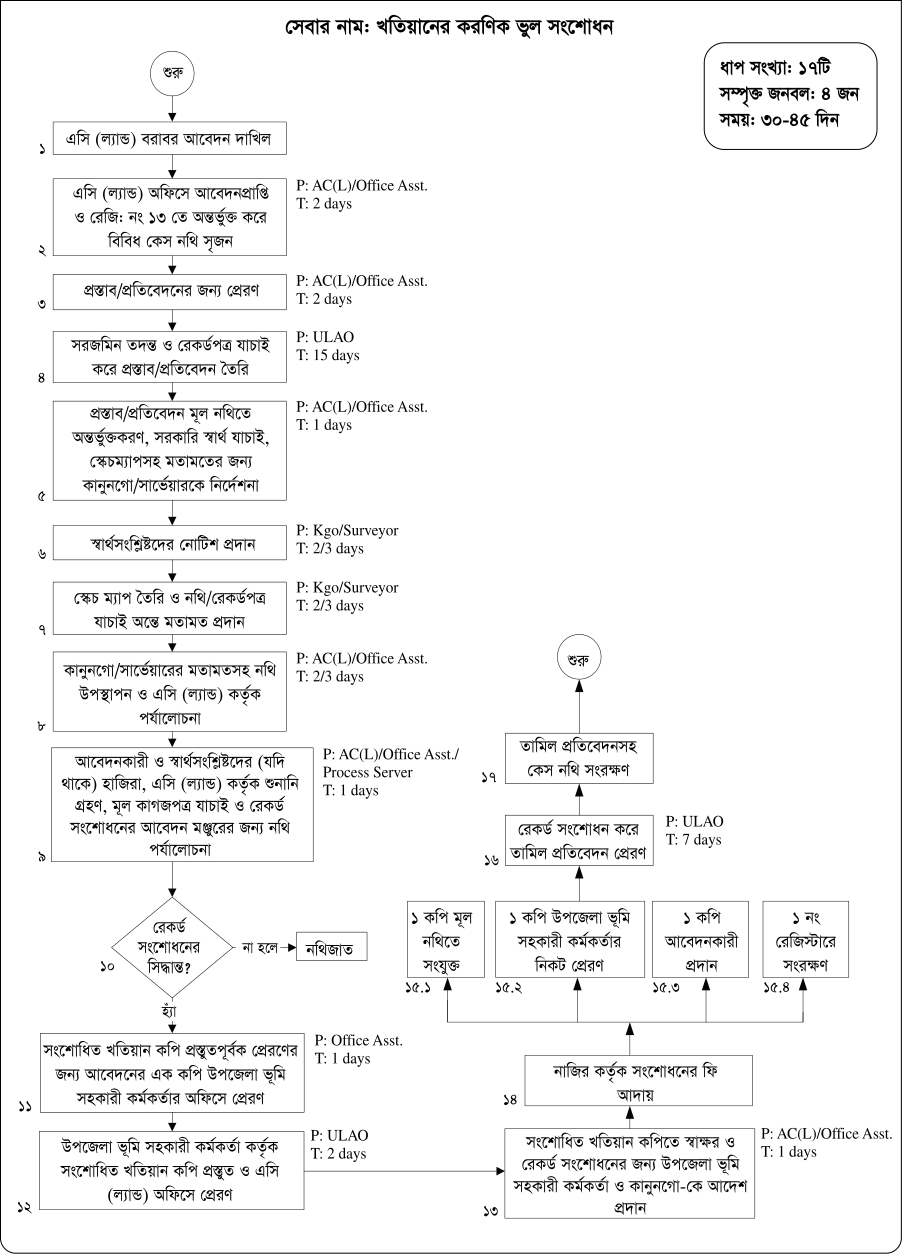 সেবার নাম: খতিয়ানের করণিক ভুল সংশোধন
ধাপ সংখ্যা: ১৭টি
সম্পৃক্ত জনবল: ৪ জন
সময়: ৩০-৪৫ দিন
শুরু
১
এসি (ল্যান্ড) বরাবর আবেদন দাখিল
২
এসি (ল্যান্ড) অফিসে আবেদনপ্রাপ্তি
ও রেজি: নং ১৩ তে অন্তর্ভুক্ত করে
বিবিধ কেস নথি সৃজন
P: AC(L)/Office Asst.
T: 2 days
৩
প্রস্তাব/প্রতিবেদনের জন্য প্রেরণ
P: AC(L)/Office Asst.
T: 2 days
৪
সরজমিন তদন্ত ও রেকর্ডপত্র যাচাই
করে প্রস্তাব/প্রতিবেদন তৈরি
P: ULAO
T: 15 days
৫
প্রস্তাব/প্রতিবেদন মূল নথিতে
অন্তর্ভুক্তকরণ, সরকারি স্বার্থ যাচাই,
স্কেচম্যাপসহ মতামতের জন্য
কানুনগো/সার্ভেয়ারকে নির্দেশনা
P: AC(L)/Office Asst.
T: 1 days
৬
স্বার্থসংশ্লিষ্টদের নোটিশ প্রদান
P: Kgo/Surveyor
T: 2/3 days
৭
স্কেচ ম্যাপ তৈরি ও নথি/রেকর্ডপত্র
যাচাই অন্তে মতামত প্রদান
P: Kgo/Surveyor
T: 2/3 days
৮
কানুনগো/সার্ভেয়ারের মতামতসহ নথি
উপস্থাপন ও এসি (ল্যান্ড) কর্তৃক
পর্যালোচনা
P: AC(L)/Office Asst.
T: 2/3 days
৯
আবেদনকারী ও স্বার্থসংশ্লিষ্টদের (যদি
থাকে) হাজিরা, এসি (ল্যান্ড) কর্তৃক শুনানি
গ্রহণ, মূল কাগজপত্র যাচাই ও রেকর্ড
সংশোধনের আবেদন মঞ্জুরের জন্য নথি
পর্যালোচনা
P: AC(L)/Office Asst./
Process Server
T: 1 days
১০
রেকর্ড
সংশোধনের
সিদ্ধান্ত?
না হলে
নথিজাত
হ্যাঁ
১১
সংশোধিত খতিয়ান কপি প্রস্তুতপূর্বক প্রেরণের
জন্য আবেদনের এক কপি উপজেলা ভূমি
সহকারী কর্মকর্তার অফিসে প্রেরণ
P: Office Asst.
T: 1 days
১২
উপজেলা ভূমি সহকারী কর্মকর্তা কর্তৃক
সংশোধিত খতিয়ান কপি প্রস্তুত ও এসি
(ল্যান্ড) অফিসে প্রেরণ
P: ULAO
T: 2 days
১৩
সংশোধিত খতিয়ান কপিতে স্বাক্ষর ও
রেকর্ড সংশোধনের জন্য উপজেলা ভূমি
সহকারী কর্মকর্তা ও কানুনগো-কে আদেশ
প্রদান
P: AC(L)/Office Asst.
T: 1 days
১৪
নাজির কর্তৃক সংশোধনের ফি
আদায়
১ কপি মূল
নথিতে
সংযুক্ত
১৫.১
১ কপি উপজেলা ভূমি
সহকারী কর্মকর্তার
নিকট প্রেরণ
১৫.২
১ কপি
আবেদনকারী
প্রদান
১৫.৩
১ নং
রেজিস্টারে
সংরক্ষণ
১৫.৪
১৬
রেকর্ড সংশোধন করে
তামিল প্রতিবেদন প্রেরণ
P: ULAO
T: 7 days
১৭
তামিল প্রতিবেদনসহ
কেস নথি সংরক্ষণ
শুরু